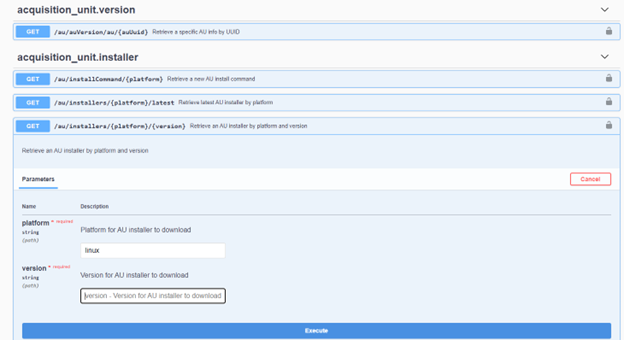 acquisition_unit.version
GET /au/auVersion/au/{auUuid} Retrieve a specific AU info by UUID
acquisition_unit.installer
GET /au/installCommand/{platform} Retrieve a new AU install command
GET /au/installers/{platform}/latest Retrieve latest AU installer by platform
GET /au/installers/{platform}/{version} Retrieve an AU installer by platform and version
Retrieve an AU installer by platform and version
Parameters Cancel
Name Description
platform * required
string
(path)
Platform for AU installer to download
linux
version * required
string
(path)
Version for AU installer to download
version - Version for AU installer to download
Execute